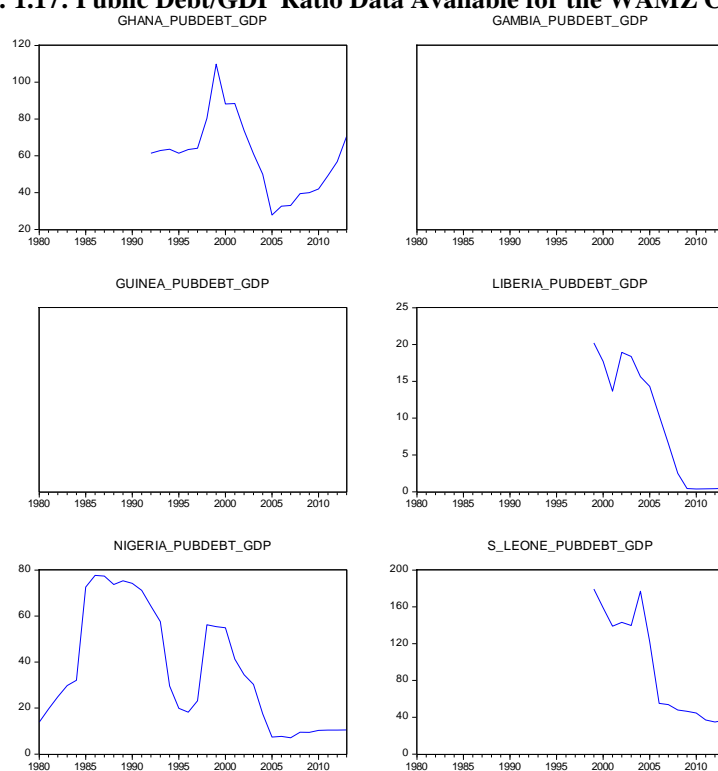 . 1.17: Public Debt/GDP Ratio Data Available for the WAMZ C
GHANA_PUBDEBT_GDP
120
100
80
60
40
20
1980 1985 1990 1995 2000 2005 2010
GAMBIA_PUBDEBT_GDP
1980 1985 1990 1995 2000 2005 2010
GUINEA_PUBDEBT_GDP
1980 1985 1990 1995 2000 2005 2010
LIBERIA_PUBDEBT_GDP
25
20
15
10
5
0
1980 1985 1990 1995 2000 2005 2010
NIGERIA_PUBDEBT_GDP
80
60
40
20
0
1980 1985 1990 1995 2000 2005 2010
S_LEONE_PUBDEBT_GDP
200
160
120
80
40
0
1980 1985 1990 1995 2000 2005 2010